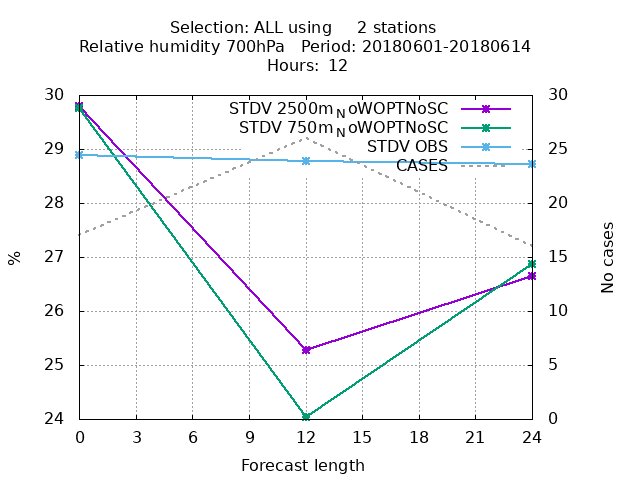 Selection: ALL using     2 stations
Relative humidity 700hPa   Period: 20180601-20180614
Hours:  12
STDV 2500m_NoWOPTNoSC
STDV 750m_NoWOPTNoSC
STDV OBS
CASES
30
29
28
27
26
25
24
30
25
20
15
10
5
0
%
No cases
0 3 6 9 12 15 18 21 24
Forecast length